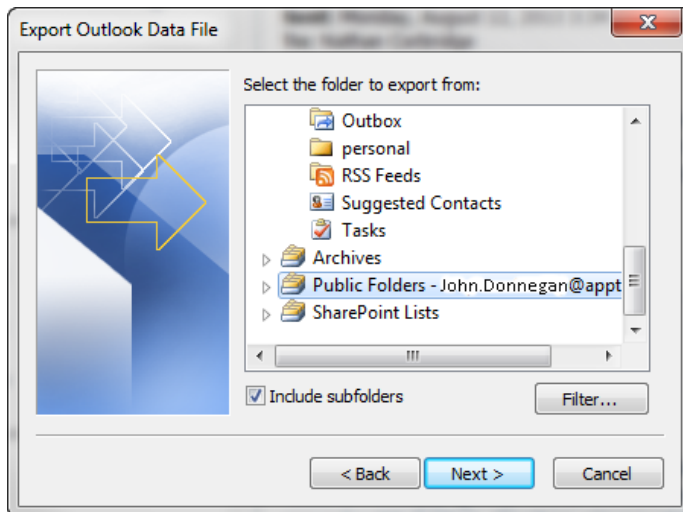 Export Outlook Data File
Select the folder to export from:
Outbox
personal
RSS Feeds
Suggested Contacts
Tasks
Archives
Public Folders - John.Donnegan@appt
SharePoint Lists
Include subfolders
Filter...
< Back
Next >
Cancel